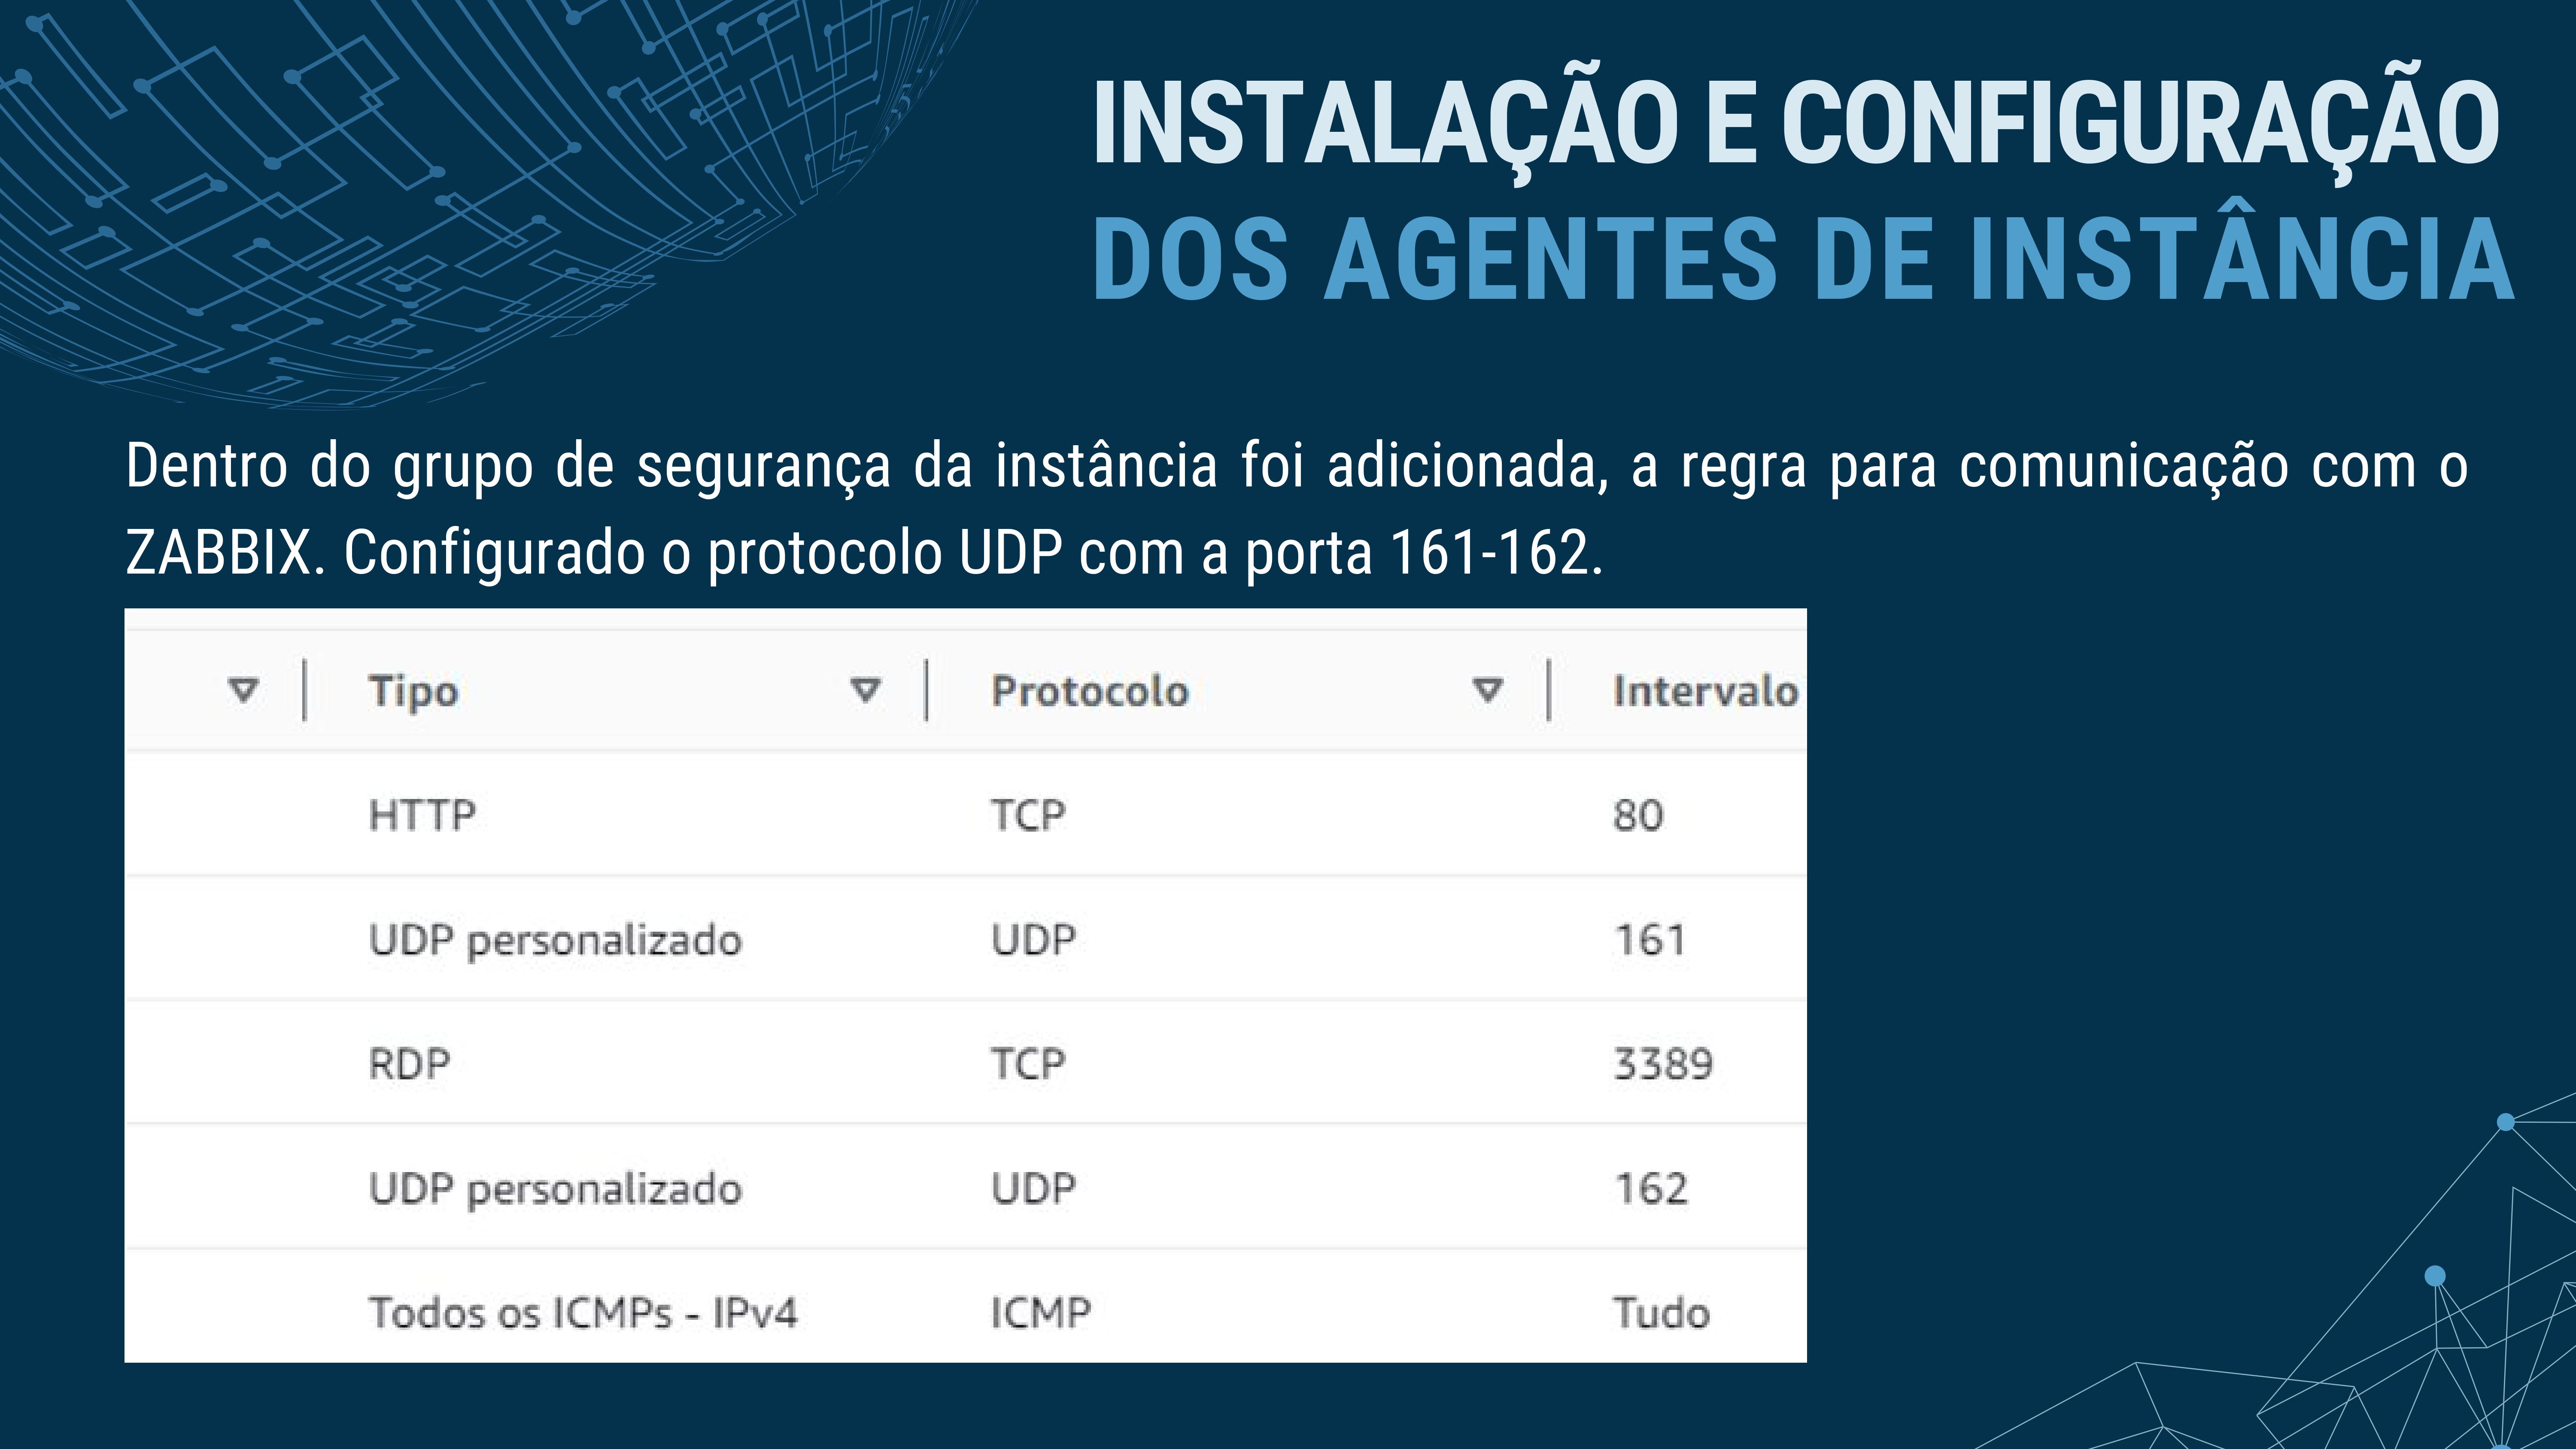 INSTALAÇÃO E CONFIGURAÇÃO
DOS AGENTES DE INSTÂNCIA
Dentro do grupo de segurança da instância foi adicionada, a regra para comunicação com o
ZABBIX. Configurado o protocolo UDP com a porta 161-162.
Tipo Protocolo Intervalo
HTTP TCP 80
UDP personalizado UDP 161
RDP TCP 3389
UDP personalizado UDP 162
Todos os ICMPs - IPv4 ICMP Tudo